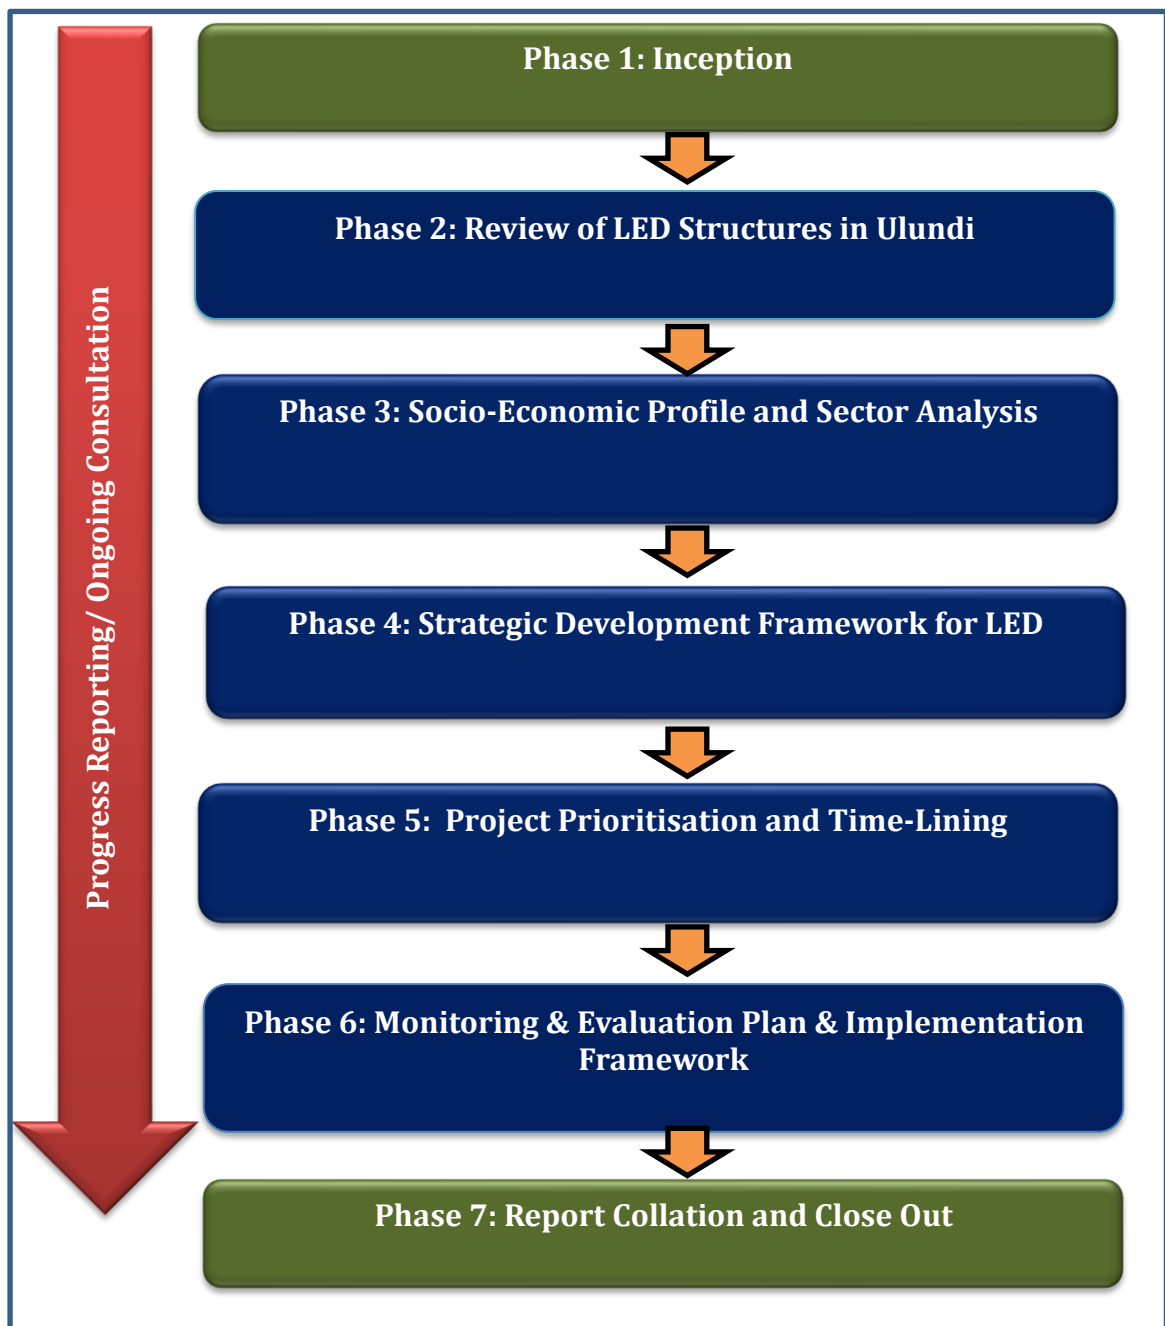 Phase 1: Inception
Phase 2: Review of LED Structures in Ulundi
Phase 3: Socio-Economic Profile and Sector Analysis
Phase 4: Strategic Development Framework for LED
Phase 5:  Project Prioritisation and Time-Lining
Phase 6: Monitoring & Evaluation Plan & Implementation
Framework
Phase 7: Report Collation and Close Out
Progress Reporting/ Ongoing Consultation